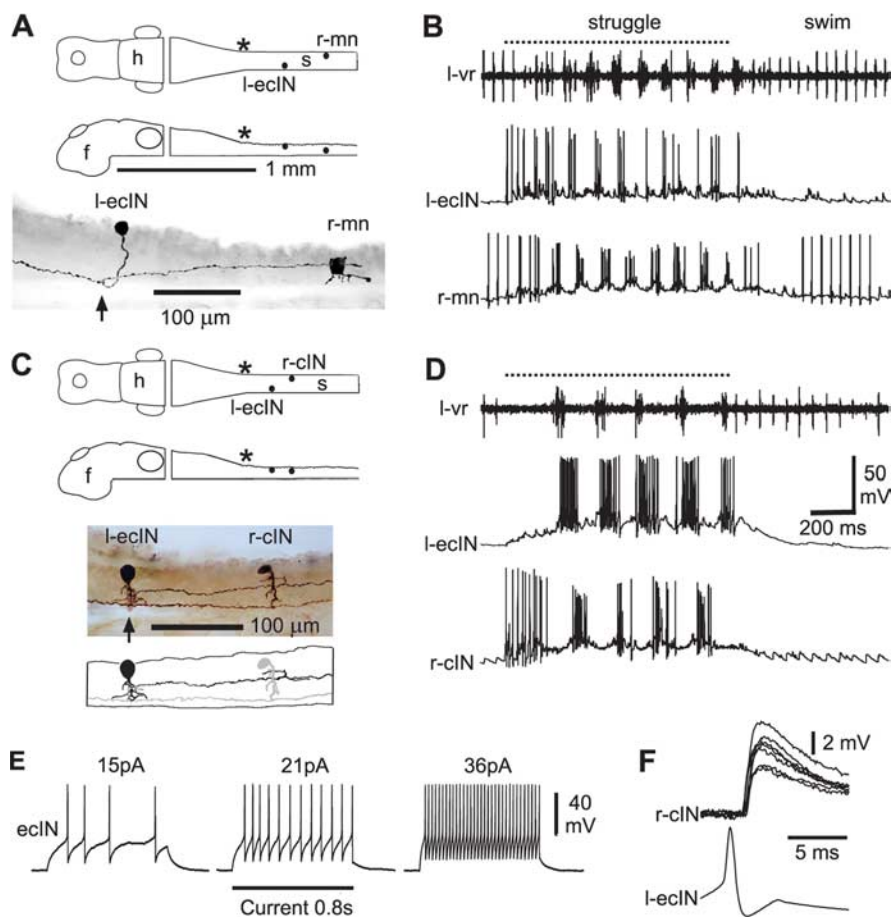 A
h
*
r-mn
s
l-ecIN
f
*
1 mm
l-ecIN
r-mn
100 µm
B
struggle
swim
l-vr
l-ecIN
r-mn
C
h
*
r-cIN
s
l-ecIN
f
*
l-ecIN
r-cIN
100 µm
D
l-vr
50
mV
200 ms
l-ecIN
r-cIN
E
15pA
21pA
36pA
ecIN
40
mV
Current 0.8s
F
2 mV
r-cIN
5 ms
l-ecIN